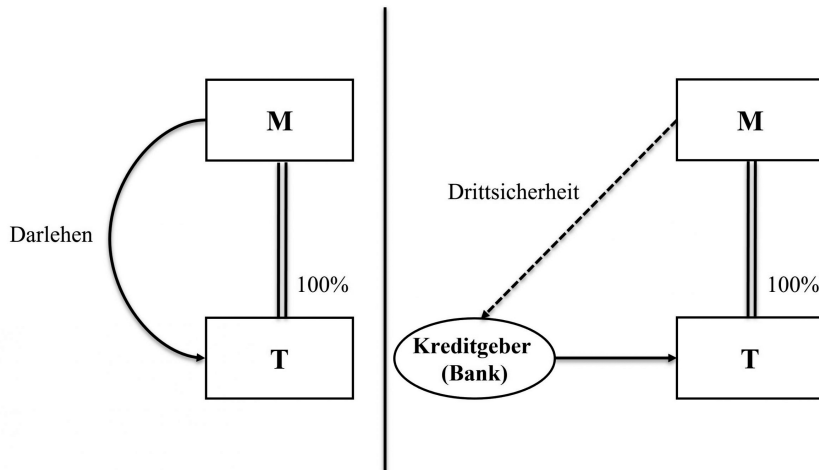 M
Darlehen
100%
T
M
Drittsicherheit
100%
Kreditgeber
(Bank)
T